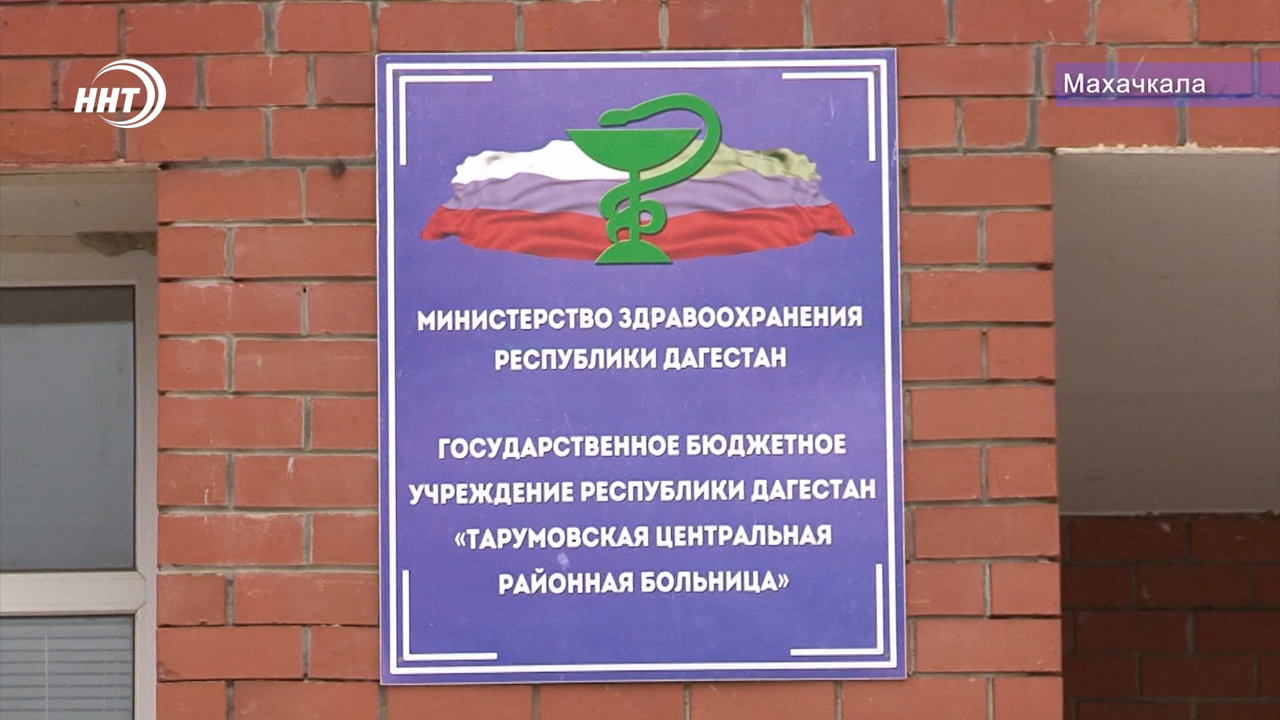 ННТ
Махачкала
МИНИСТЕРСТВО ЗДРАВООХРАНЕНИЯ
РЕСПУБЛИКИ ДАГЕСТАН
ГОСУДАРСТВЕННОЕ БЮДЖЕТНОЕ
УЧРЕЖДЕНИЕ РЕСПУБЛИКИ ДАГЕСТАН
«ТАРУМОВСКАЯ ЦЕНТРАЛЬНАЯ
РАЙОННАЯ БОЛЬНИЦА»